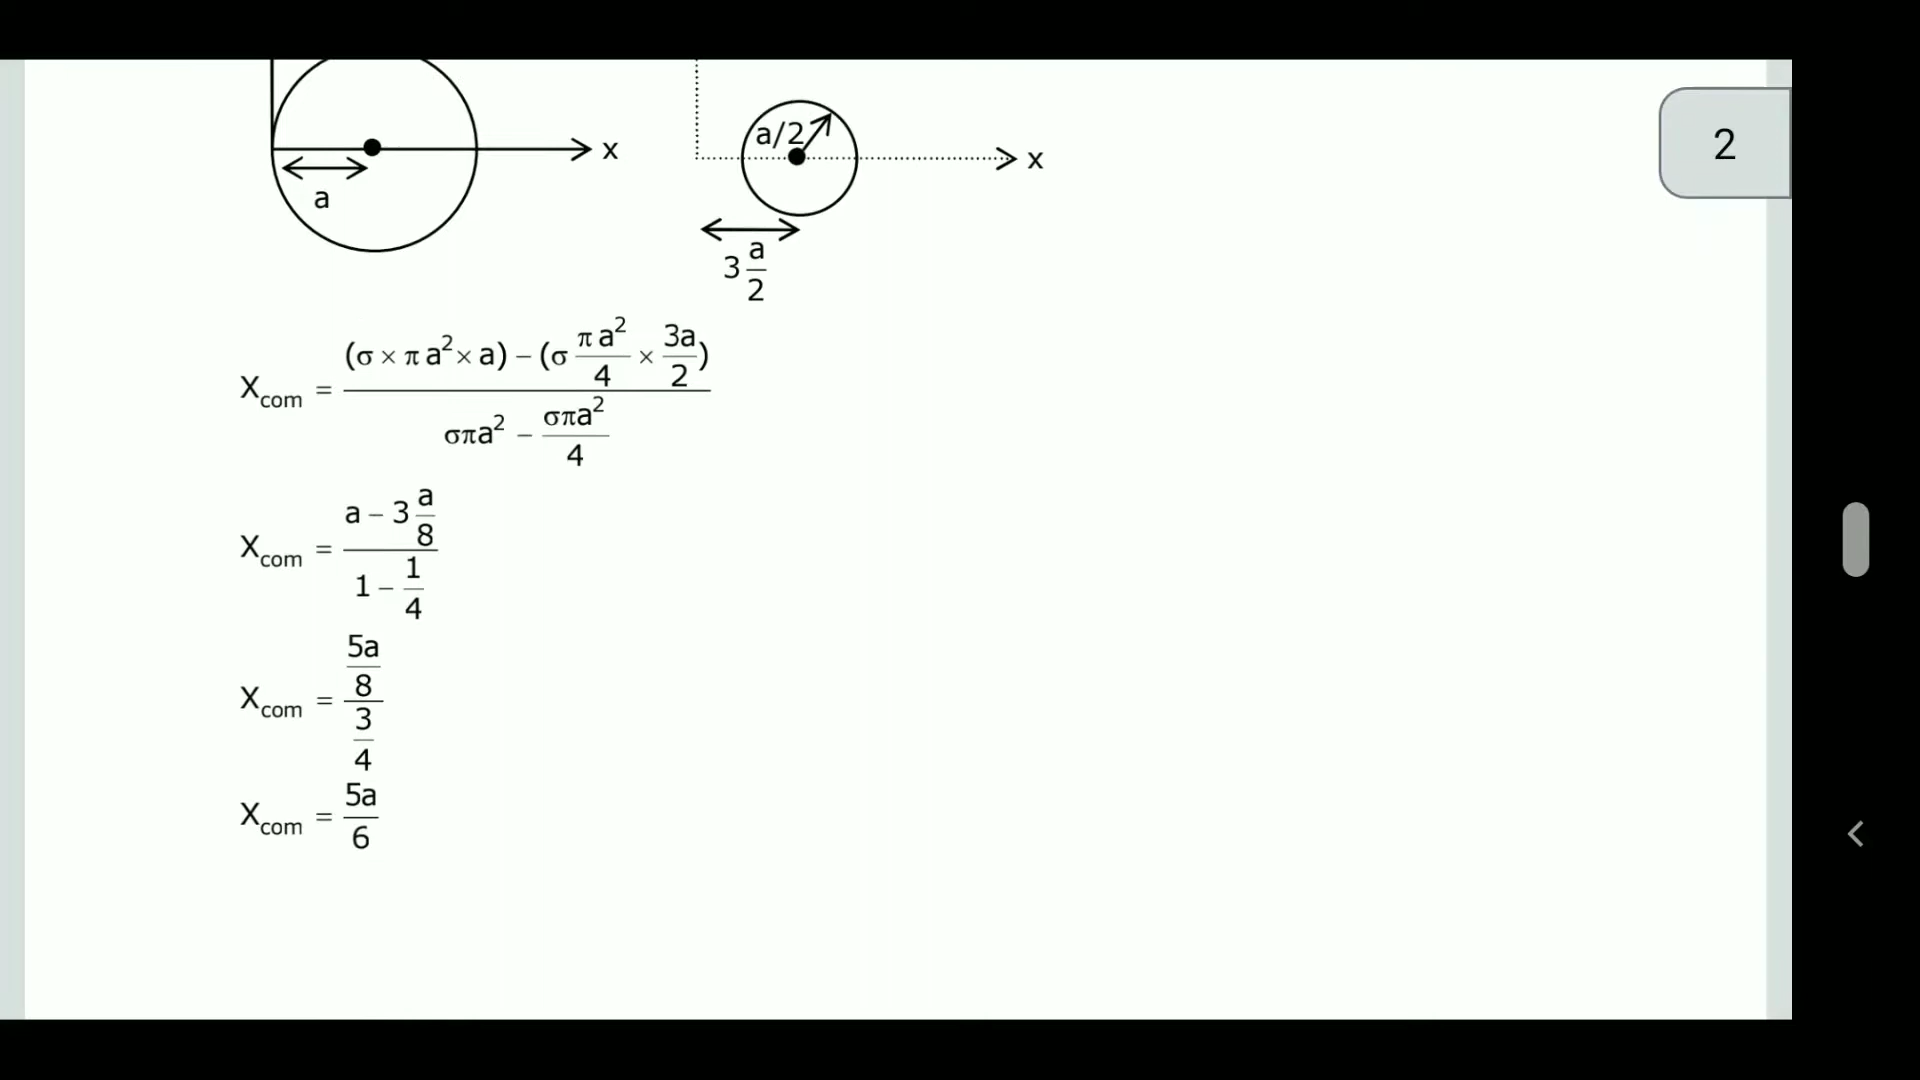 x
a
a/2
x
3 a/2
2
X_com = ((σ × π a² × a) – (σ π a²/4 × 3a/2)) / (σπa² – σπa²/4)
X_com = (a – 3 a/8) / (1 – 1/4)
X_com = (5a/8) / (3/4)
X_com = 5a/6